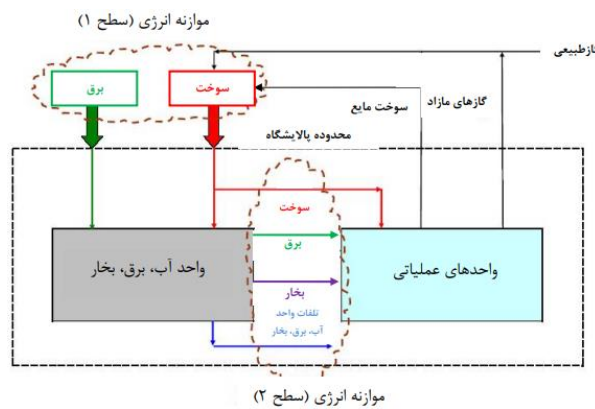 موازنه انرژی (سطح ۱)
گازطبیعی
برق
سوخت
سوخت مایع
گازهای مازاد
محدوده پالایشگاه
سوخت
برق
واحد آب، برق، بخار
واحدهای عملیاتی
بخار
تلفات واحد
آب، برق، بخار
موازنه انرژی (سطح ۲)